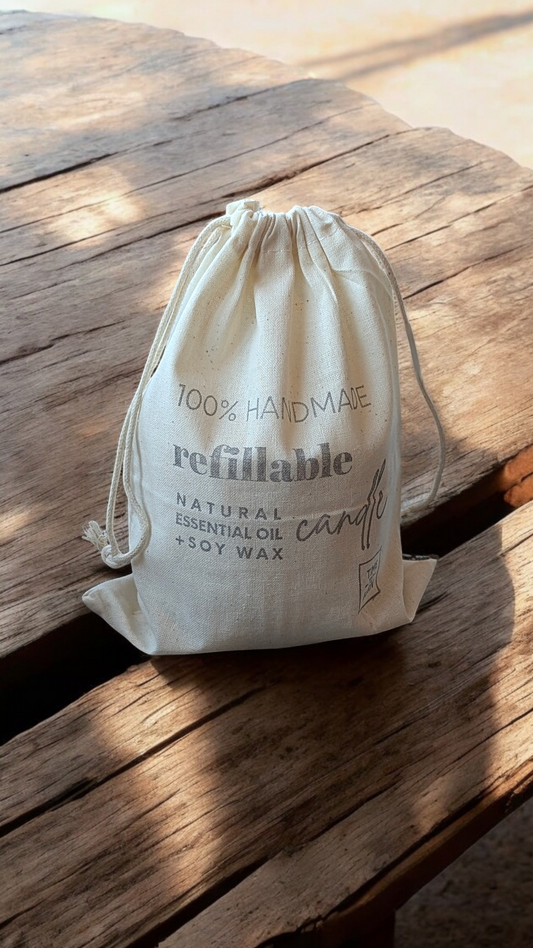 100% HANDMADE
refillable
NATURAL
ESSENTIAL OIL
+SOY WAX
candle